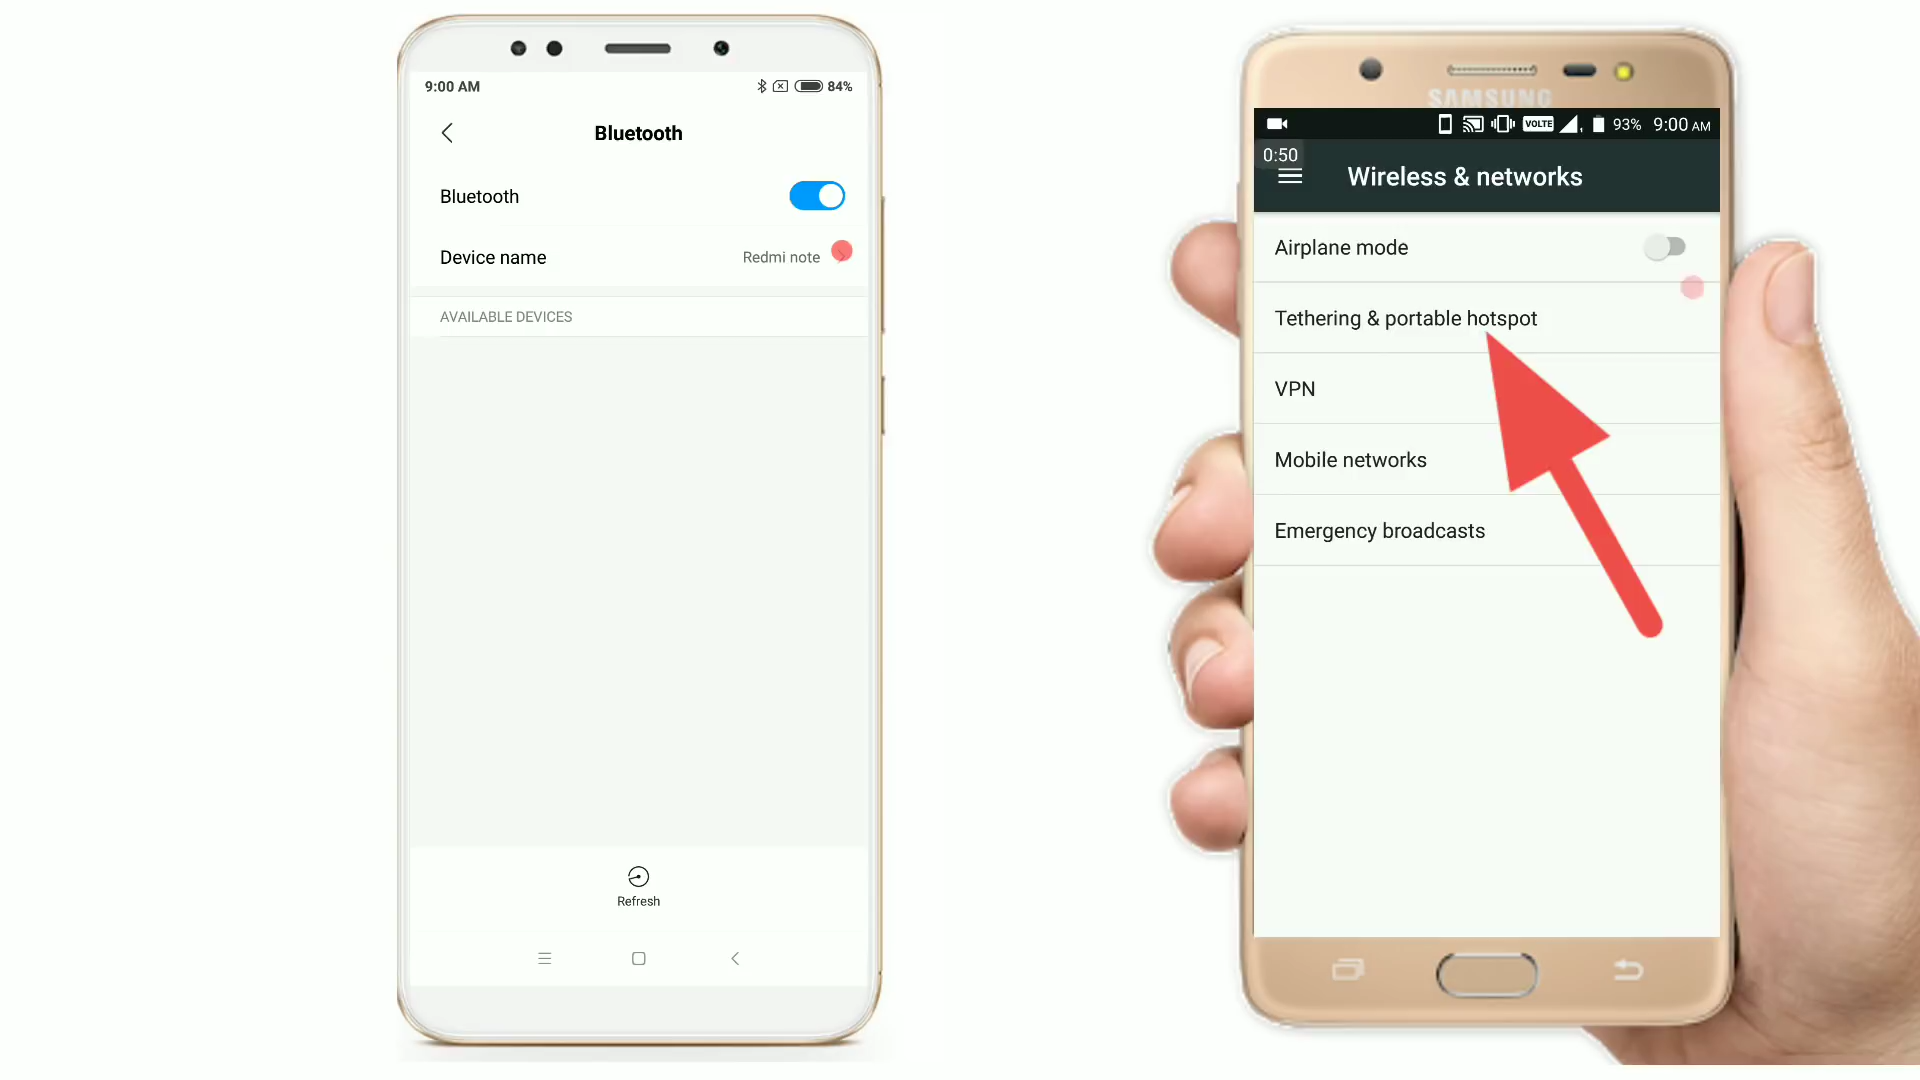 9:00 AM
84%
Bluetooth
Bluetooth
Device name
Redmi note
AVAILABLE DEVICES
Refresh
SAMSUNG
VOLTE
93%
9:00 AM
0:50
Wireless & networks
Airplane mode
Tethering & portable hotspot
VPN
Mobile networks
Emergency broadcasts